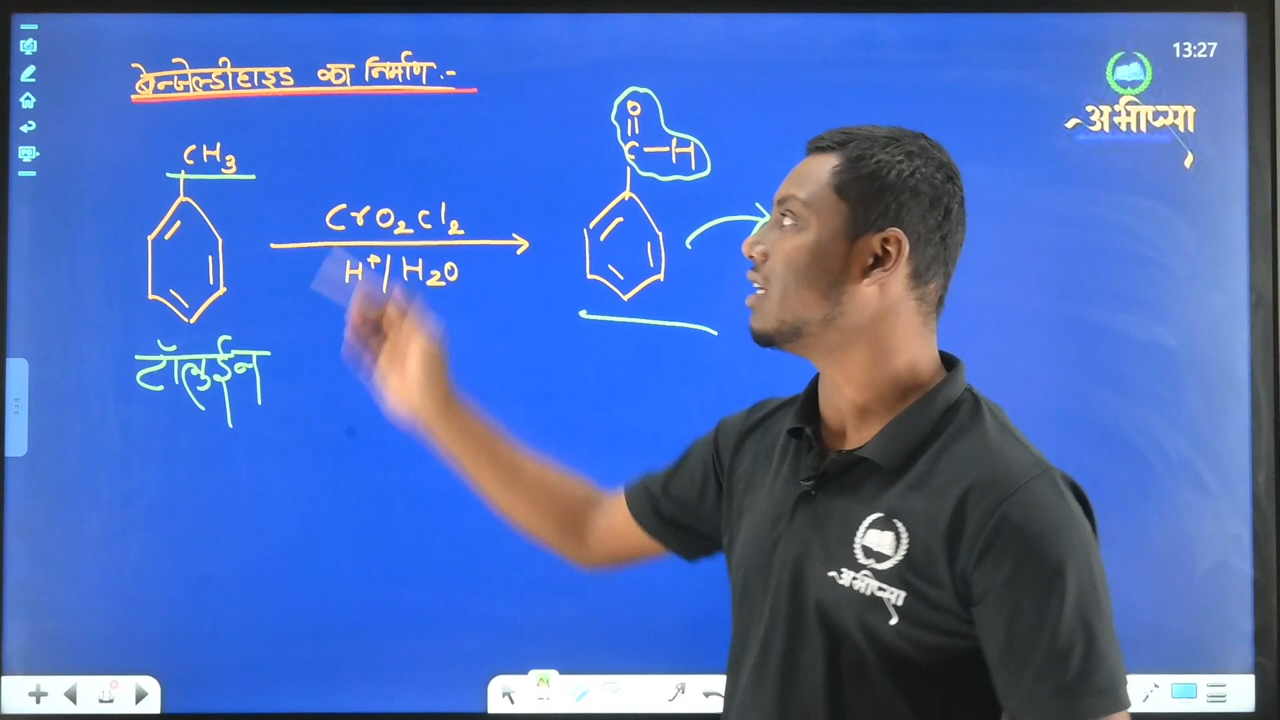 बेन्जेल्डीहाइड का निर्माण :-
13:27
अभीप्सा
CH₃
CrO₂Cl₂
H⁺/H₂O
O
C—H
टॉलुईन
अभीप्सा